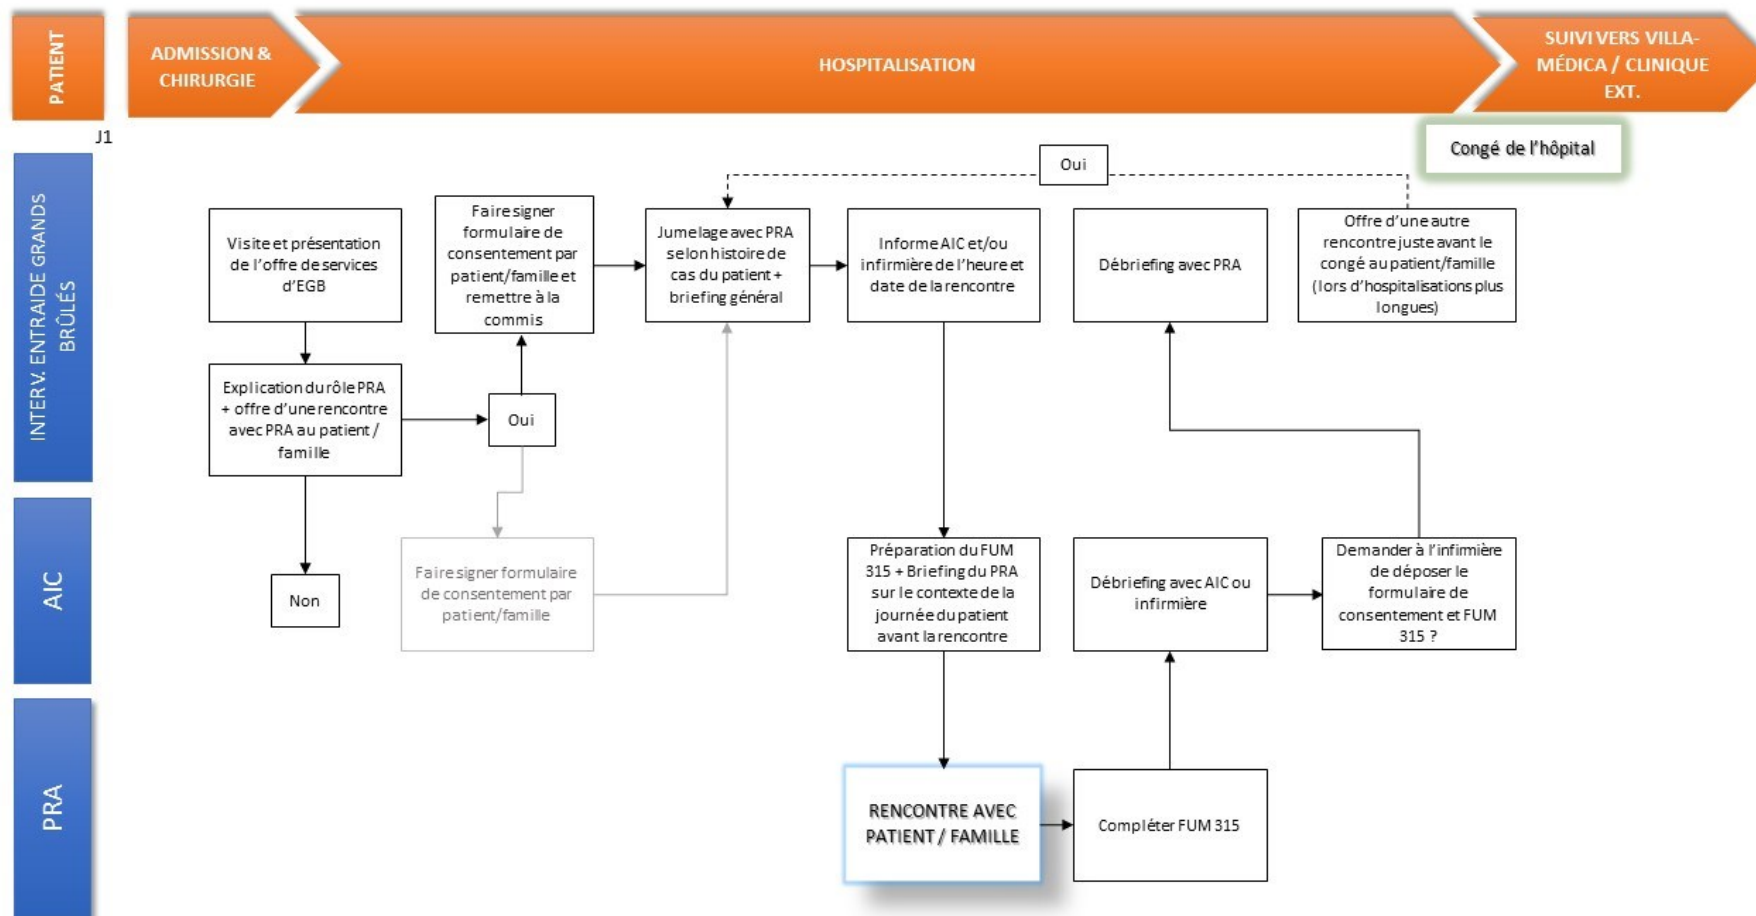 PATIENT
ADMISSION &
CHIRURGIE
HOSPITALISATION
SUIVI VERS VILLA-
MÉDICA / CLINIQUE
EXT.
J1
Congé de l'hôpital
INTERV. ENTRAIDE GRANDS
BRÛLÉS
Oui
Visite et présentation
de l'offre de services
d'EGB
Faire signer
formulaire de
consentement par
patient/famille et
remettre à la
commis
Jumelage avec PRA
selon histoire de
cas du patient +
briefing général
Informe AIC et/ou
infirmière de l'heure et
date de la rencontre
Débriefing avec PRA
Offre d'une autre
rencontre juste avant le
congé au patient/famille
(lors d'hospitalisations plus
longues)
Explication du rôle PRA
+ offre d'une rencontre
avec PRA au patient /
famille
Oui
AIC
Non
Faire signer formulaire
de consentement par
patient/famille
Préparation du FUM
315 + Briefing du PRA
sur le contexte de la
journée du patient
avant la rencontre
Débriefing avec AIC ou
infirmière
Demander à l'infirmière
de déposer le
formulaire de
consentement et FUM
315 ?
PRA
RENCONTRE AVEC
PATIENT / FAMILLE
Compléter FUM 315